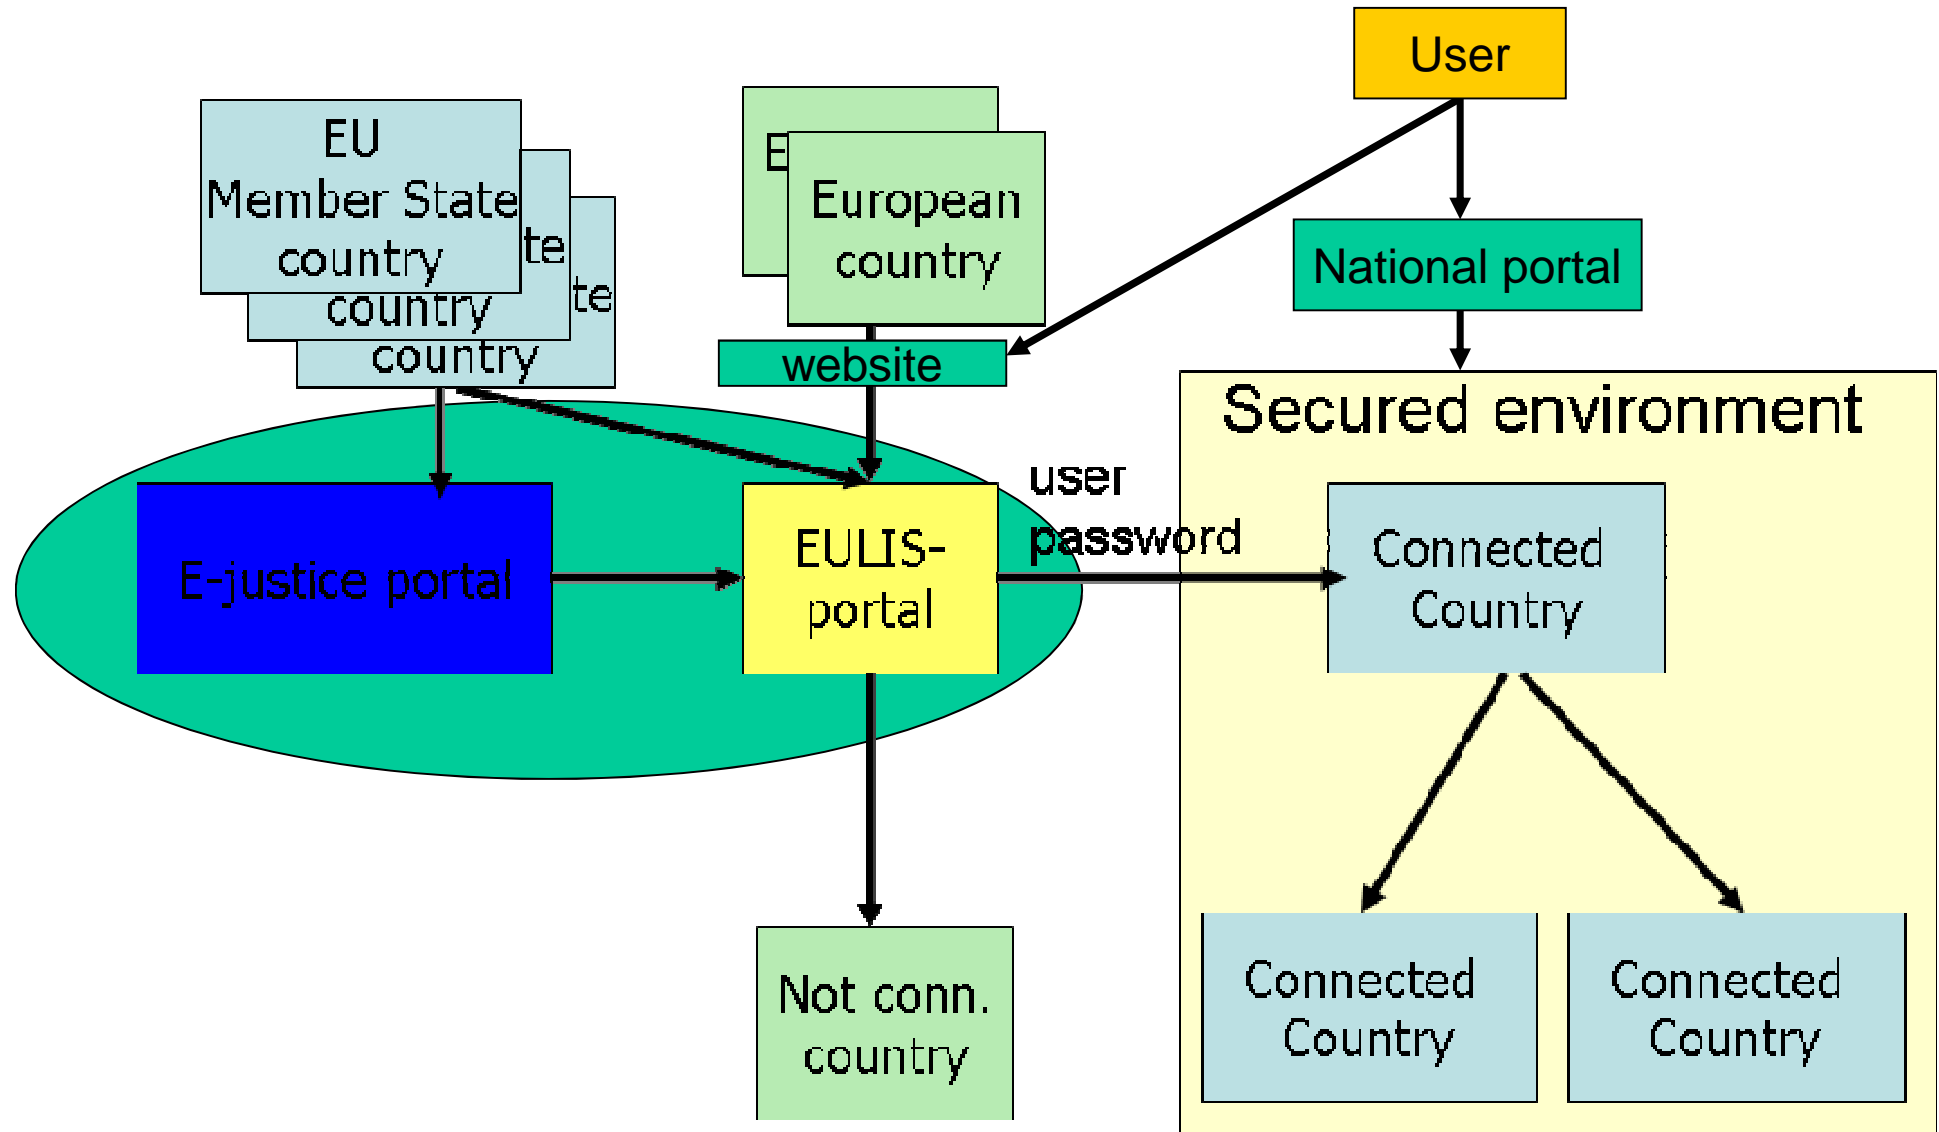 User
EU
Member State
country
te
country
te
country
E
European
country
National portal
website
Secured environment
user
password
E-justice portal
EULIS-
portal
Connected
Country
Not conn.
country
Connected
Country
Connected
Country